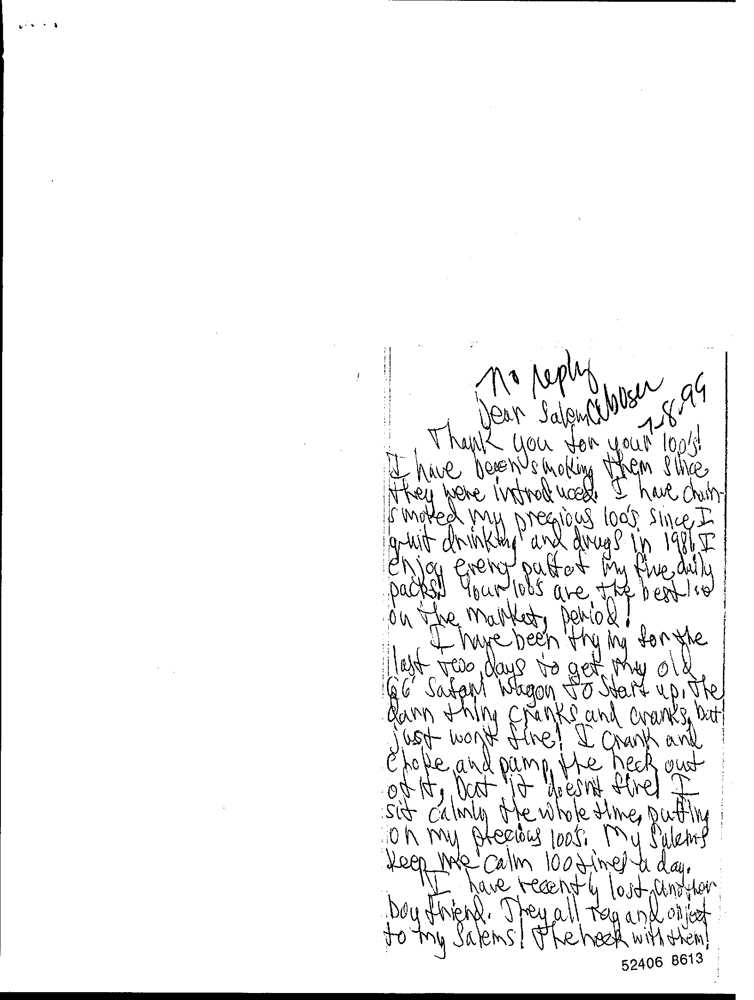 No reply
Dear Salem
7-8-99
Thank you for your 100's!
I have been smoking them since
they were introduced. I have chain
smoked my precious 100's since I
quit drinking and drugs in 1986. I
enjoy every puff of my five daily
packs!! Your 100's are the best
on the market, period!
I have been trying for the
last two days to get my old
66 Safari Wagon to start up. The
darn thing cranks and cranks, but
just won't fire! I crank and
choke and pump the heck out
of it, but it doesn't fire! I
sit calmly the whole time, puffing
on my precious 100s. My Salems
keep me calm 100 times a day.
I have recently lost another
boy friend. They all rag and object
to my Salems! The heck with them!
52406 8613